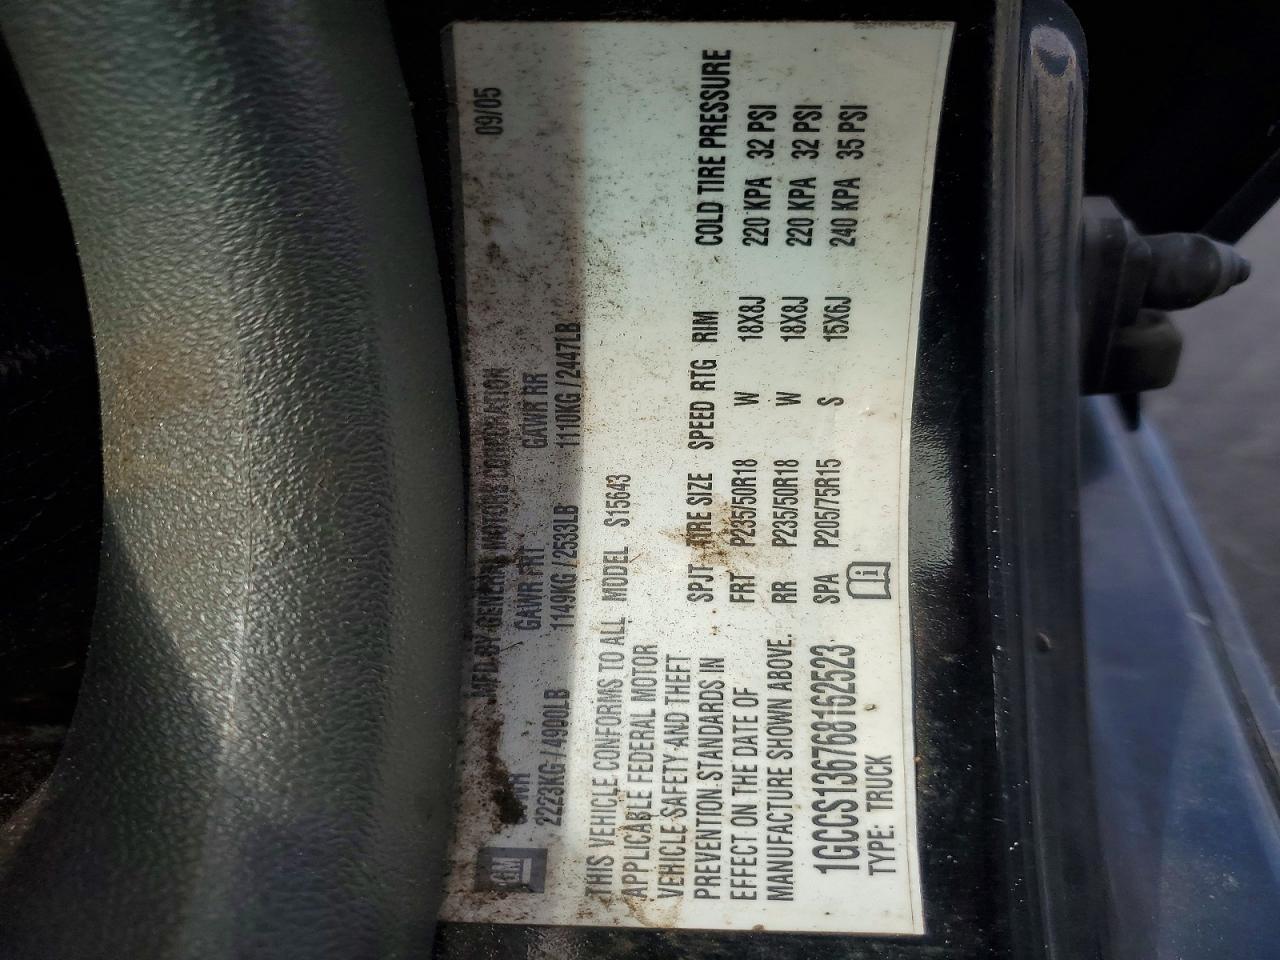 GM
MFD BY GENERAL MOTORS CORPORATION 09/05
GAWR FRT GAWR RR
2223KG/4990LB 1149KG/2533LB 1110KG/2447LB
THIS VEHICLE CONFORMS TO ALL
APPLICABLE FEDERAL MOTOR
VEHICLE SAFETY AND THEFT
PREVENTION STANDARDS IN
EFFECT ON THE DATE OF
MANUFACTURE SHOWN ABOVE.
MODEL S15643
SPJT TIRE SIZE SPEED RTG RIM COLD TIRE PRESSURE
FRT P235/50R18 W 18X8J 220 KPA 32 PSI
RR P235/50R18 W 18X8J 220 KPA 32 PSI
SPA P205/75R15 S 15X6J 240 KPA 35 PSI
1GCCS136768162523
TYPE: TRUCK